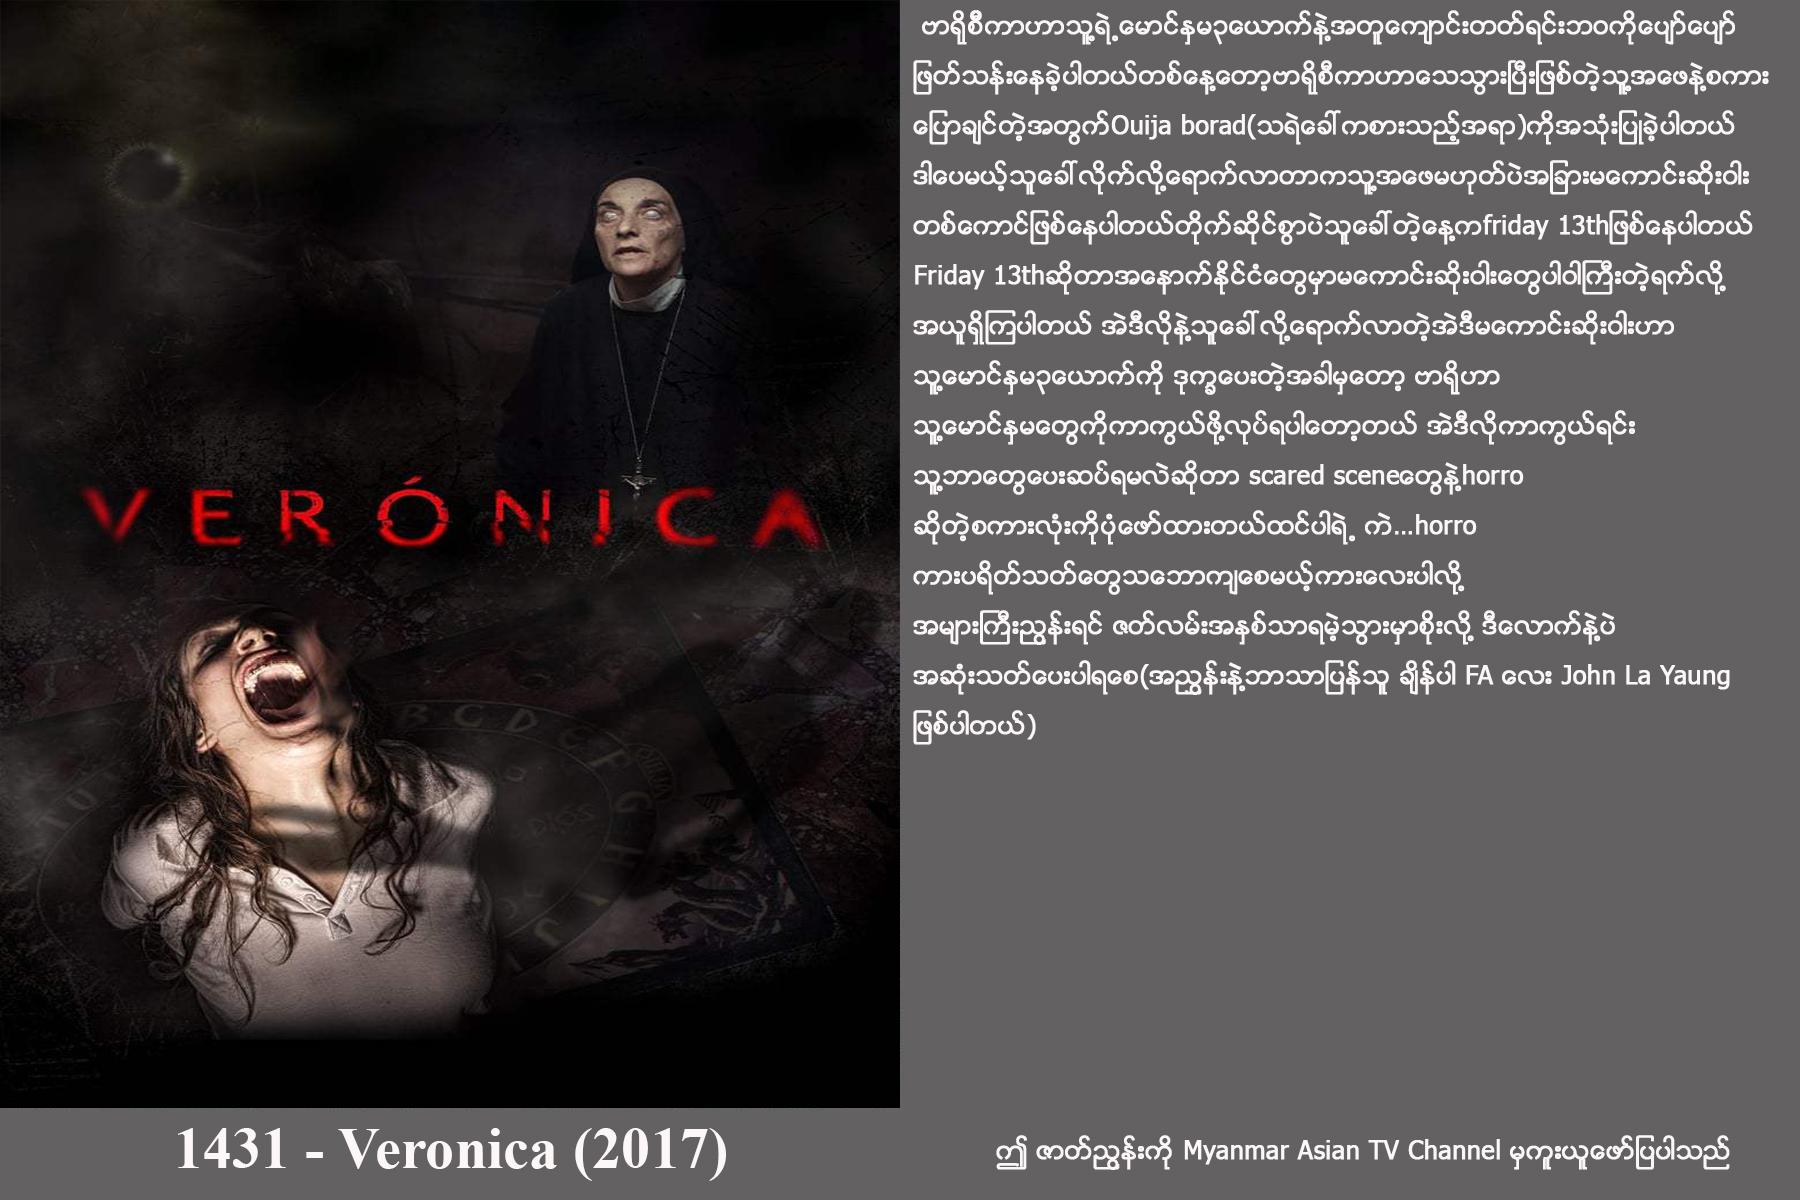 VERÓNICA
1431 - Veronica (2017)
ဗာရိုစီကာဟာသူ့ရဲ့မောင်နှမ၃ယောက်နဲ့အတူကျောင်းတတ်ရင်းဘဝကိုပျော်ပျော်
ဖြတ်သန်းနေခဲ့ပါတယ်တစ်နေ့တော့ဗာရိုစီကာဟာသေသွားပြီးဖြစ်တဲ့သူ့အဖေနဲ့စကား
ပြောချင်တဲ့အတွက်Ouija borad(သရဲခေါ်ကစားသည့်အရာ)ကိုအသုံးပြုခဲ့ပါတယ်
ဒါပေမယ့်သူခေါ်လိုက်လို့ရောက်လာတာကသူ့အဖေမဟုတ်ပဲအခြားမကောင်းဆိုးဝါး
တစ်ကောင်ဖြစ်နေပါတယ်တိုက်ဆိုင်စွာပဲသူခေါ်တဲ့နေ့ကfriday 13thဖြစ်နေပါတယ်
Friday 13thဆိုတာအနောက်နိုင်ငံတွေမှာမကောင်းဆိုးဝါးတွေပါဝါကြီးတဲ့ရက်လို့
အယူရှိကြပါတယ် အဲဒီလိုနဲ့သူခေါ်လို့ရောက်လာတဲ့အဲဒီမကောင်းဆိုးဝါးဟာ
သူ့မောင်နှမ၃ယောက်ကို ဒုက္ခပေးတဲ့အခါမှတော့ ဗာရိုဟာ
သူ့မောင်နှမတွေကိုကာကွယ်ဖို့လုပ်ရပါတော့တယ် အဲဒီလိုကာကွယ်ရင်း
သူ့ဘာတွေပေးဆပ်ရမလဲဆိုတာ scared sceneတွေနဲ့horro
ဆိုတဲ့စကားလုံးကိုပုံဖော်ထားတယ်ထင်ပါရဲ့ ကဲ...horro
ကားပရိတ်သတ်တွေသဘောကျစေမယ့်ကားလေးပါလို့
အများကြီးညွှန်းရင် ဇတ်လမ်းအနှစ်သာရမဲ့သွားမှာစိုးလို့ ဒီလောက်နဲ့ပဲ
အဆုံးသတ်ပေးပါရစေ(အညွှန်းနဲ့ဘာသာပြန်သူ ချိန်ပါ FA လေး John La Yaung
ဖြစ်ပါတယ်)
ဤ ဇာတ်ညွှန်းကို Myanmar Asian TV Channel မှကူးယူဖော်ပြပါသည်